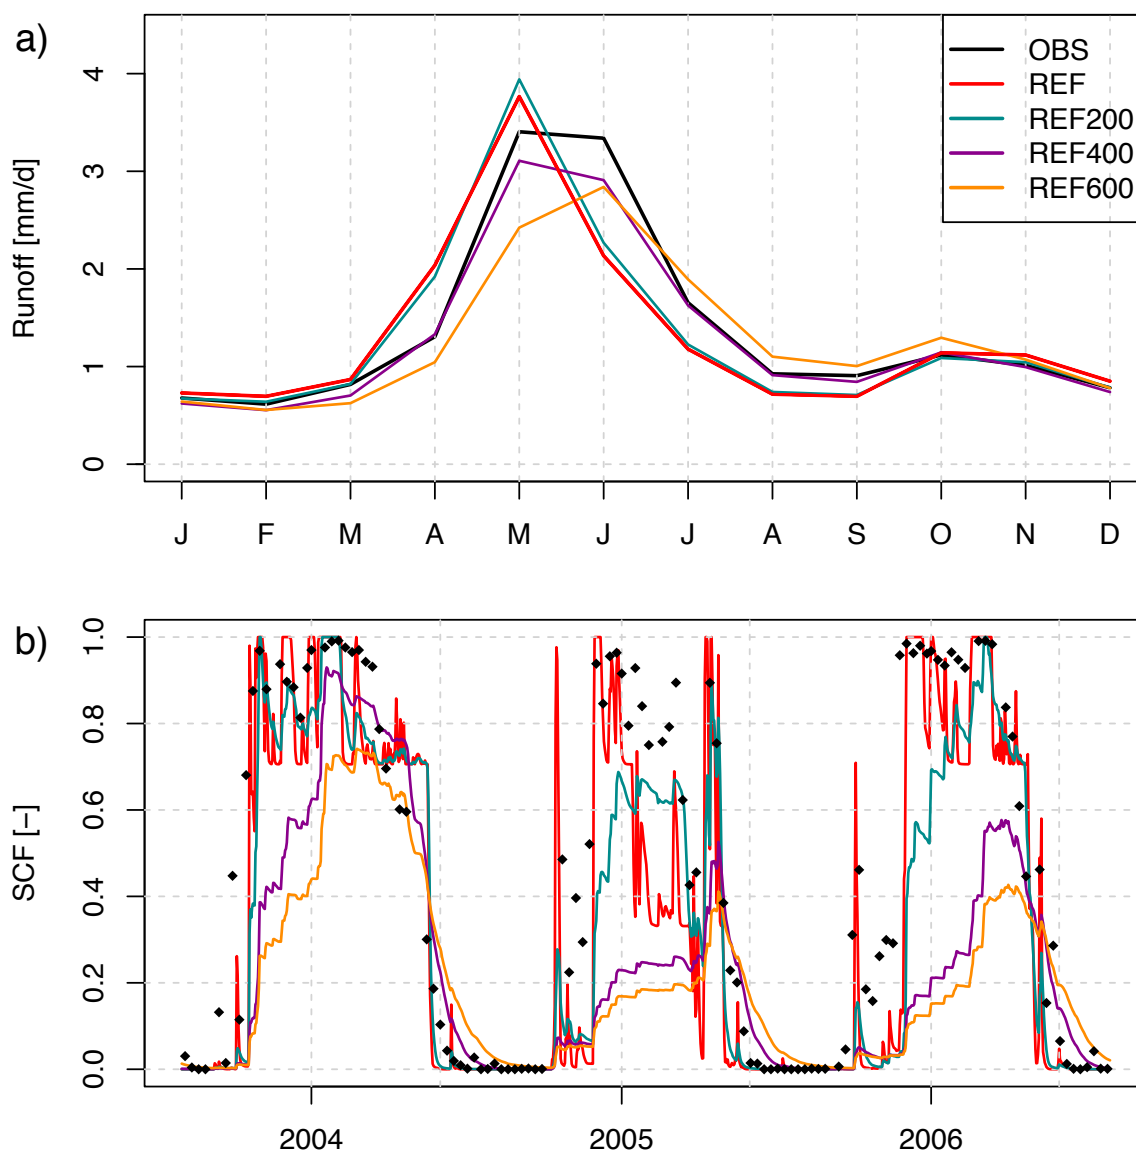 a)
OBS
REF
REF200
REF400
REF600
Runoff [mm/d]
4
3
2
1
0
J F M A M J J A S O N D
b)
SCF [−]
1.0
0.8
0.6
0.4
0.2
0.0
2004 2005 2006